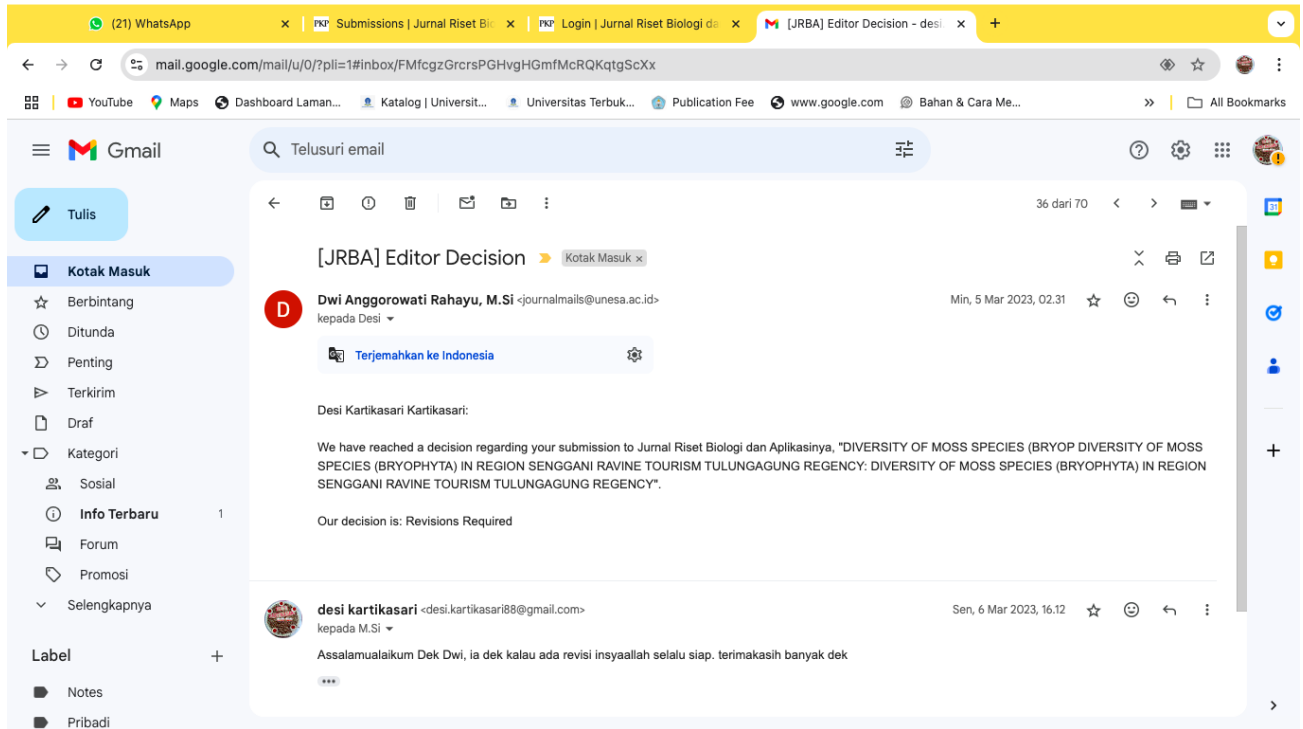 (21) WhatsApp
Submissions | Jurnal Riset Bio
Login | Jurnal Riset Biologi da
[JRBA] Editor Decision - desi.
mail.google.com/mail/u/0/?pli=1#inbox/FMfcgzGrcrsPGHvgHGmfMcRQKqtgScXx
YouTube
Maps
Dashboard Laman...
Katalog | Universit...
Universitas Terbuk...
Publication Fee
www.google.com
Bahan & Cara Me...
All Bookmarks
Gmail
Telusuri email
Tulis
36 dari 70
[JRBA] Editor Decision
Kotak Masuk ×
Kotak Masuk
Berbintang
Ditunda
Penting
Terkirim
Draf
Kategori
Sosial
Info Terbaru 1
Forum
Promosi
Selengkapnya
Label
Notes
Pribadi
D
Dwi Anggorowati Rahayu, M.Si <journalmails@unesa.ac.id>
Min, 5 Mar 2023, 02.31
kepada Desi
Terjemahkan ke Indonesia
Desi Kartikasari Kartikasari:
We have reached a decision regarding your submission to Jurnal Riset Biologi dan Aplikasinya, "DIVERSITY OF MOSS SPECIES (BRYOP DIVERSITY OF MOSS
SPECIES (BRYOPHYTA) IN REGION SENGGANI RAVINE TOURISM TULUNGAGUNG REGENCY: DIVERSITY OF MOSS SPECIES (BRYOPHYTA) IN REGION
SENGGANI RAVINE TOURISM TULUNGAGUNG REGENCY".
Our decision is: Revisions Required
desi kartikasari <desi.kartikasari88@gmail.com>
Sen, 6 Mar 2023, 16.12
kepada M.Si
Assalamualaikum Dek Dwi, ia dek kalau ada revisi insyaallah selalu siap. terimakasih banyak dek